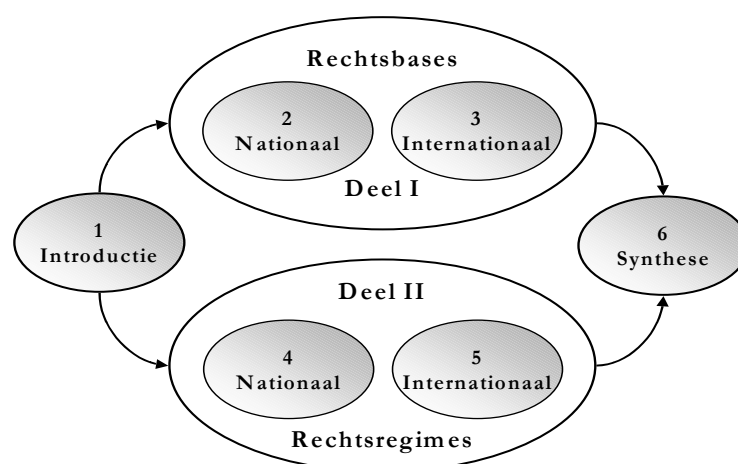 Rechtsbases
2
Nationaal
3
Internationaal
Deel I
1
Introductie
6
Synthese
Deel II
4
Nationaal
5
Internationaal
Rechtsregimes